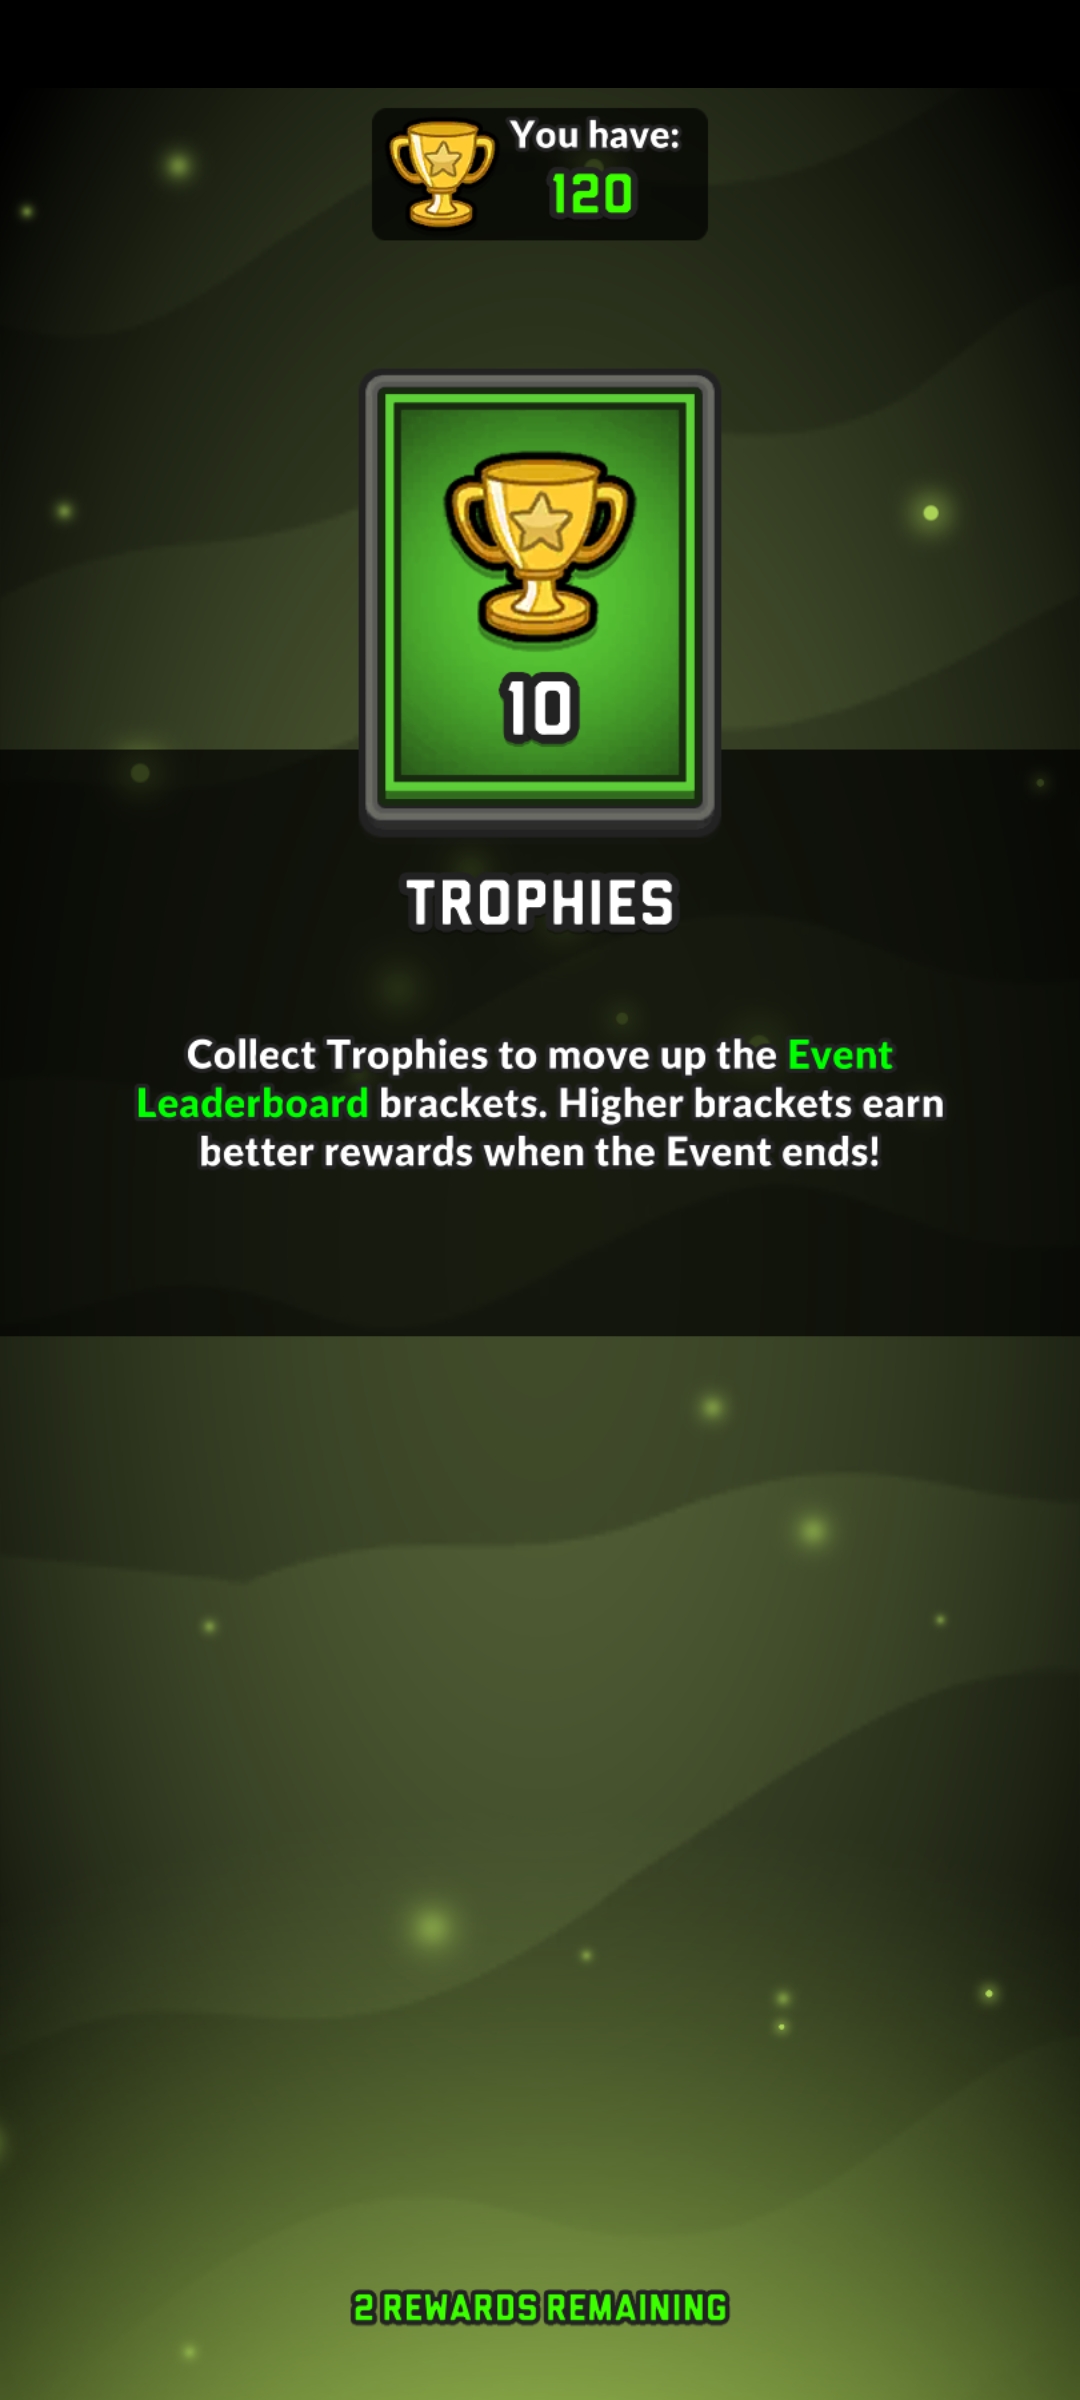 You have:
120
10
TROPHIES
Collect Trophies to move up the Event
Leaderboard brackets. Higher brackets earn
better rewards when the Event ends!
2 REWARDS REMAINING